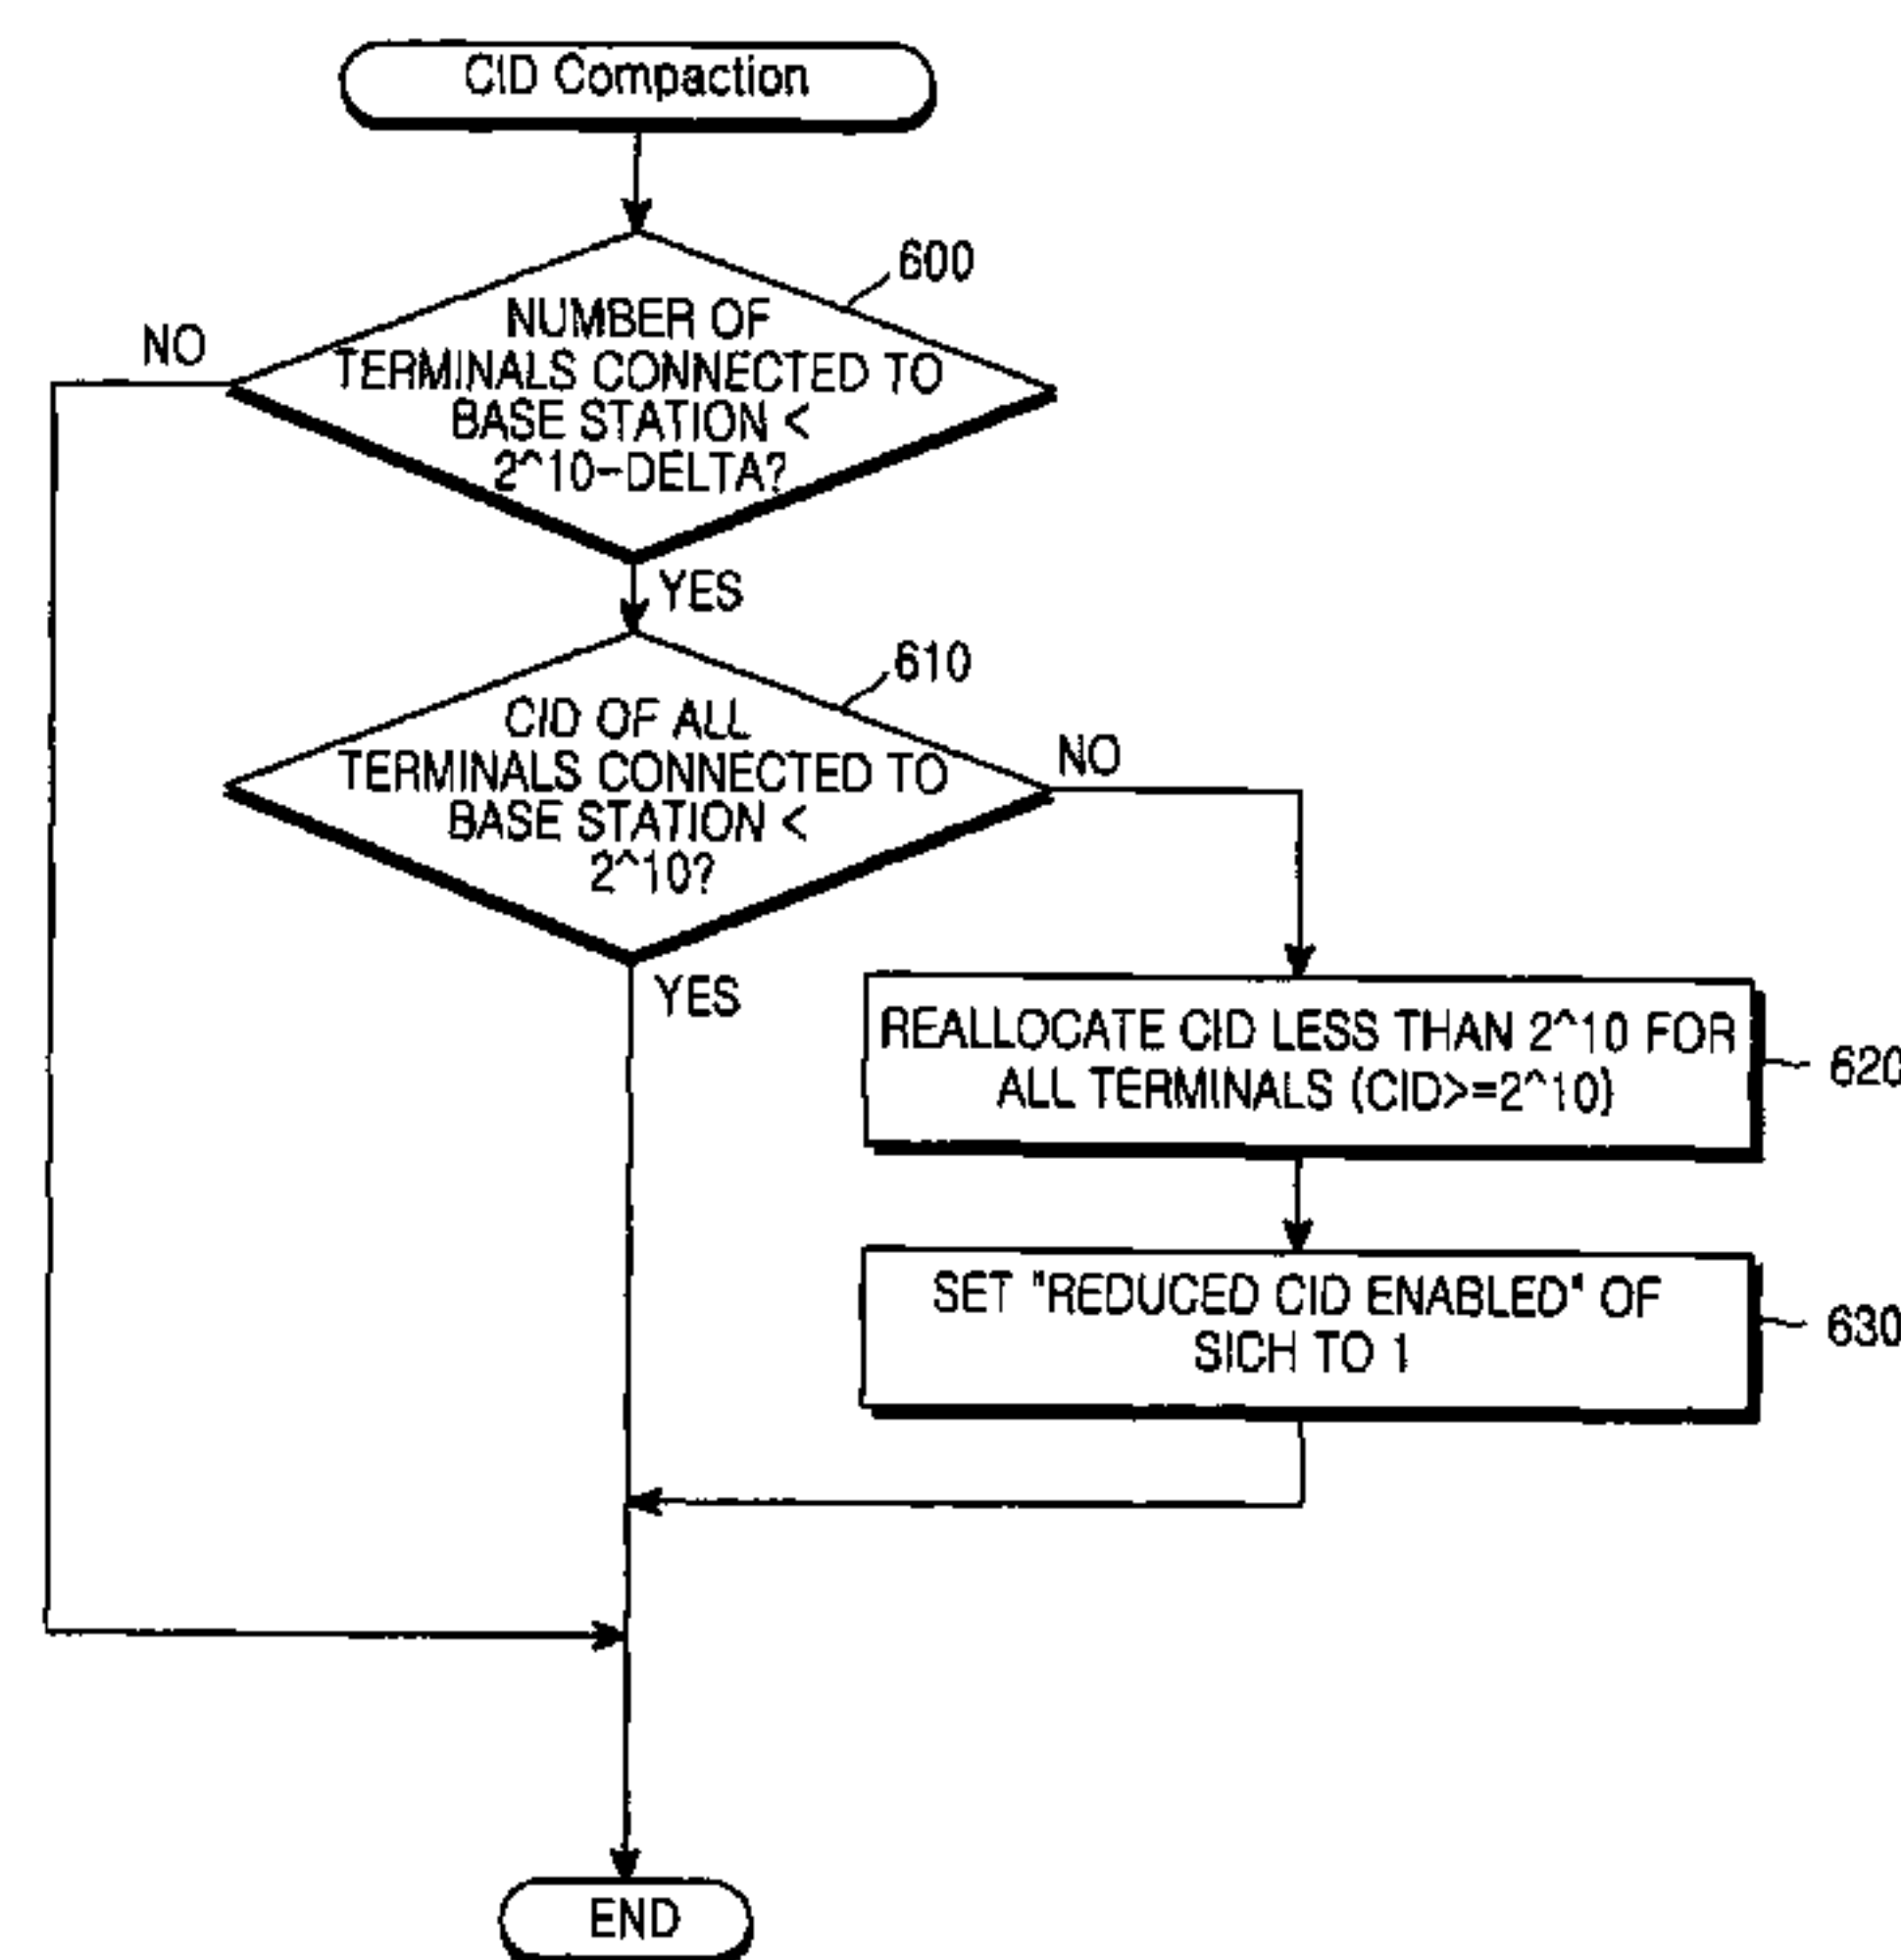 CID Compaction
600
NUMBER OF
TERMINALS CONNECTED TO
BASE STATION <
2^10-DELTA?
NO
YES
610
CID OF ALL
TERMINALS CONNECTED TO
BASE STATION <
2^10?
NO
YES
REALLOCATE CID LESS THAN 2^10 FOR
ALL TERMINALS (CID>=2^10)
620
SET "REDUCED CID ENABLED" OF
SICH TO 1
630
END